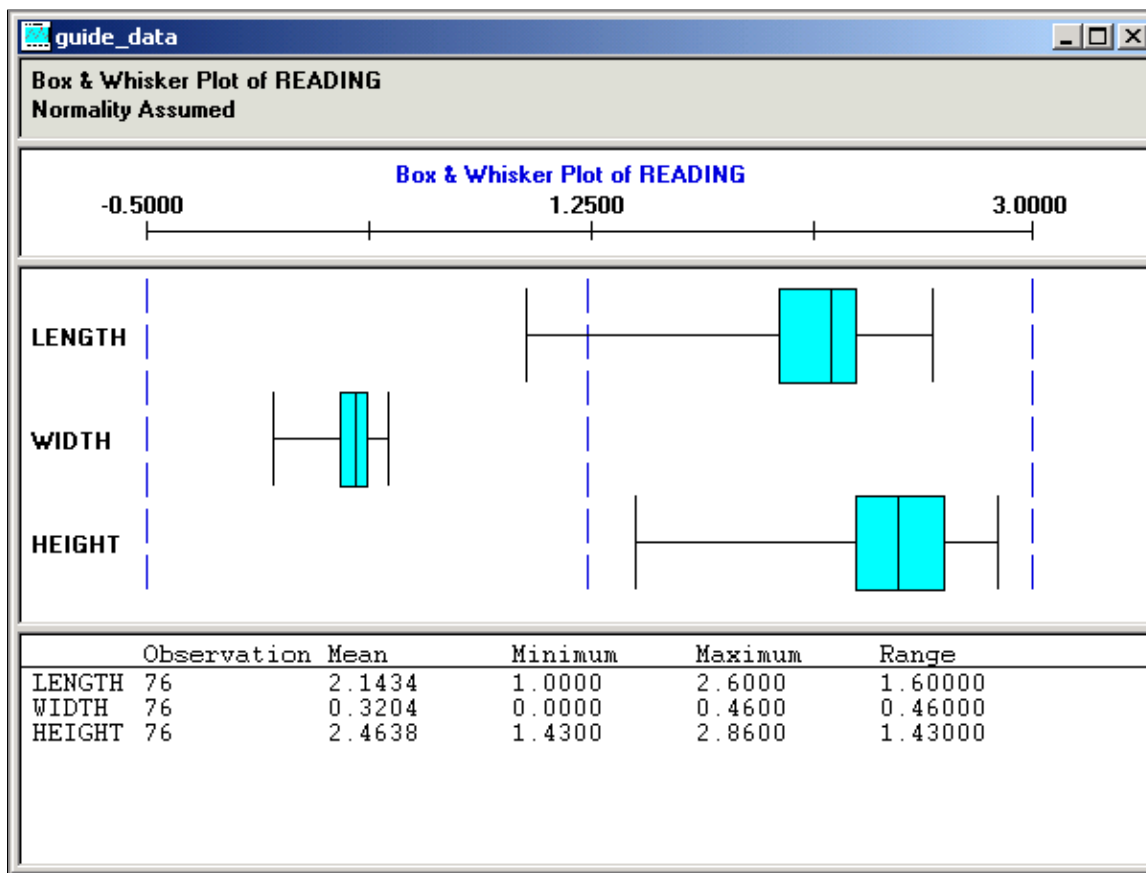 guide_data
Box & Whisker Plot of READING
Normality Assumed
Box & Whisker Plot of READING
-0.5000 1.2500 3.0000
LENGTH
WIDTH
HEIGHT
Observation Mean Minimum Maximum Range
LENGTH 76 2.1434 1.0000 2.6000 1.60000
WIDTH 76 0.3204 0.0000 0.4600 0.46000
HEIGHT 76 2.4638 1.4300 2.8600 1.43000